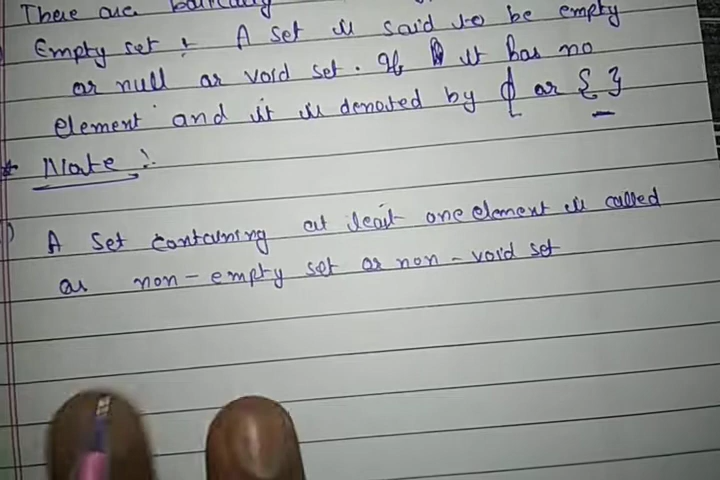 There are basically
Empty set : A set is said to be empty
or null or void set. If it has no
element and it is denoted by ϕ or { }
* Note :-
) A set containing at least one element is called
as non-empty set or non-void set